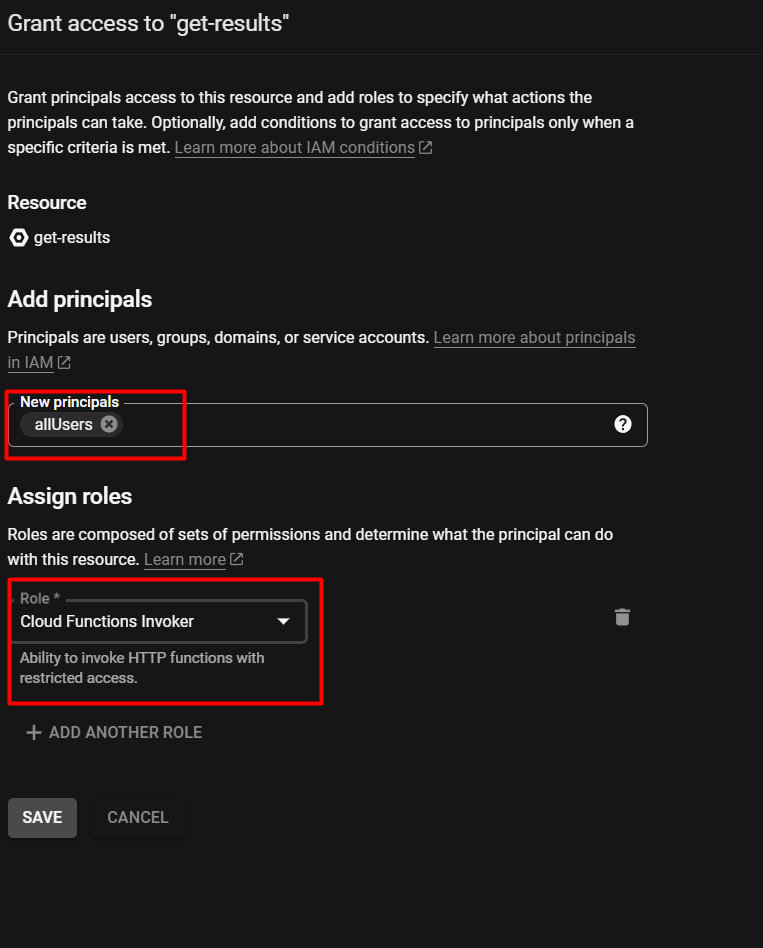 Grant access to "get-results"
Grant principals access to this resource and add roles to specify what actions the
principals can take. Optionally, add conditions to grant access to principals only when a
specific criteria is met. Learn more about IAM conditions
Resource
get-results
Add principals
Principals are users, groups, domains, or service accounts. Learn more about principals
in IAM
New principals
allUsers
Assign roles
Roles are composed of sets of permissions and determine what the principal can do
with this resource. Learn more
Role *
Cloud Functions Invoker
Ability to invoke HTTP functions with
restricted access.
ADD ANOTHER ROLE
SAVE CANCEL